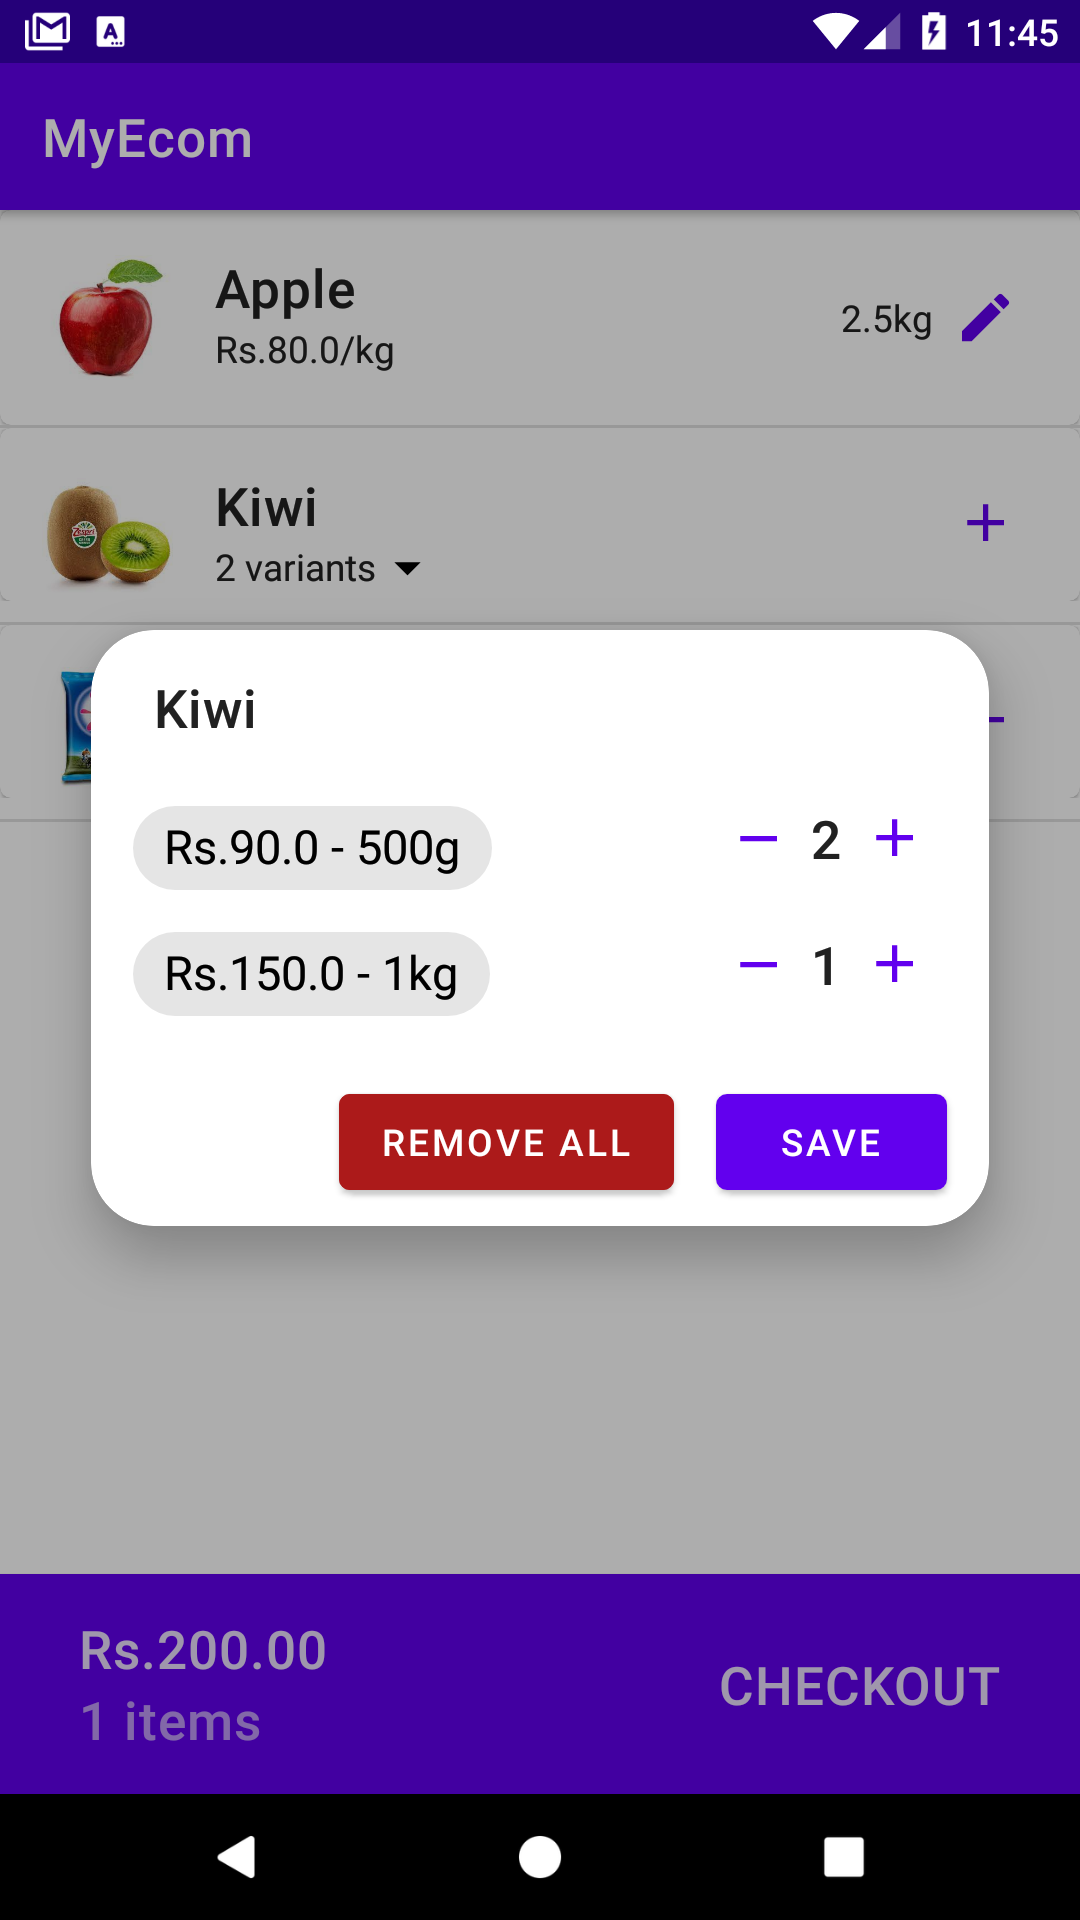 11:45
MyEcom
Apple
Rs.80.0/kg
2.5kg
Kiwi
2 variants
Kiwi
Rs.90.0 - 500g
2
Rs.150.0 - 1kg
1
REMOVE ALL
SAVE
Rs.200.00
1 items
CHECKOUT